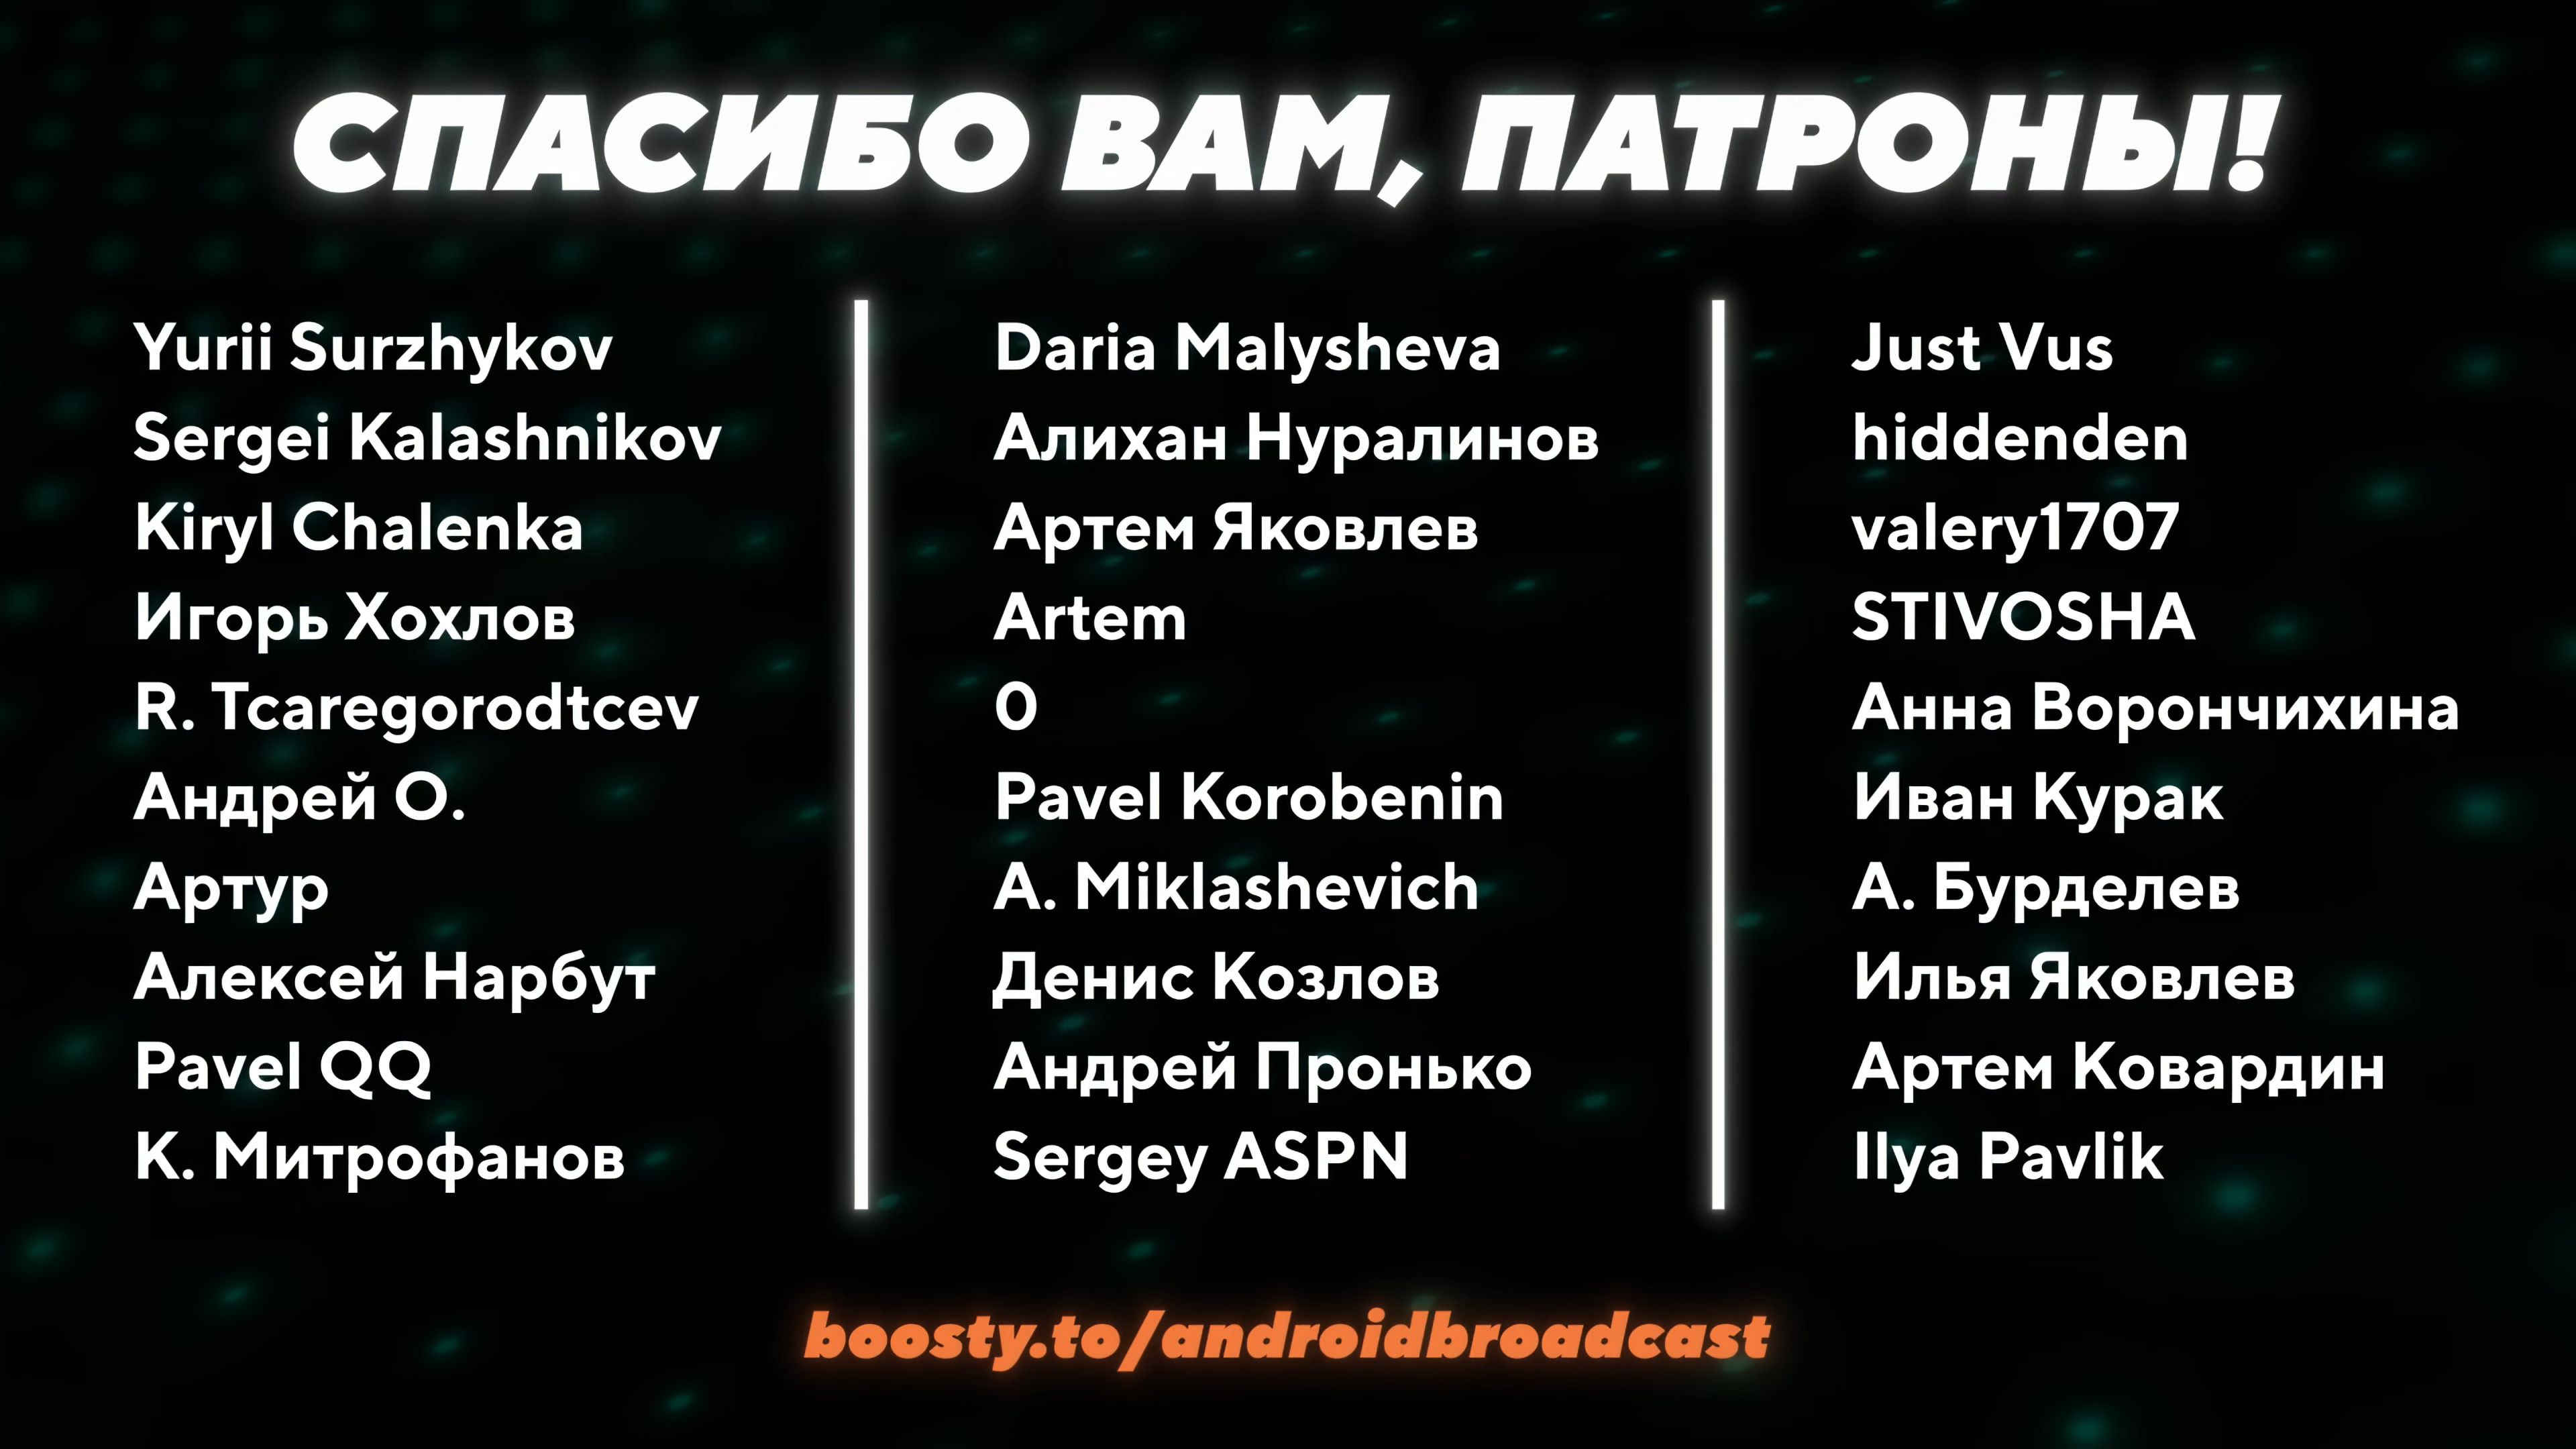 СПАСИБО ВАМ, ПАТРОНЫ!
Yurii Surzhykov
Sergei Kalashnikov
Kiryl Chalenka
Игорь Хохлов
R. Tcaregorodtcev
Андрей О.
Артур
Алексей Нарбут
Pavel QQ
К. Митрофанов
Daria Malysheva
Алихан Нуралинов
Артем Яковлев
Artem
0
Pavel Korobenin
A. Miklashevich
Денис Козлов
Андрей Пронько
Sergey ASPN
Just Vus
hiddenden
valery1707
STIVOSHA
Анна Ворончихина
Иван Курак
А. Бурделев
Илья Яковлев
Артем Ковардин
Ilya Pavlik
boosty.to/androidbroadcast